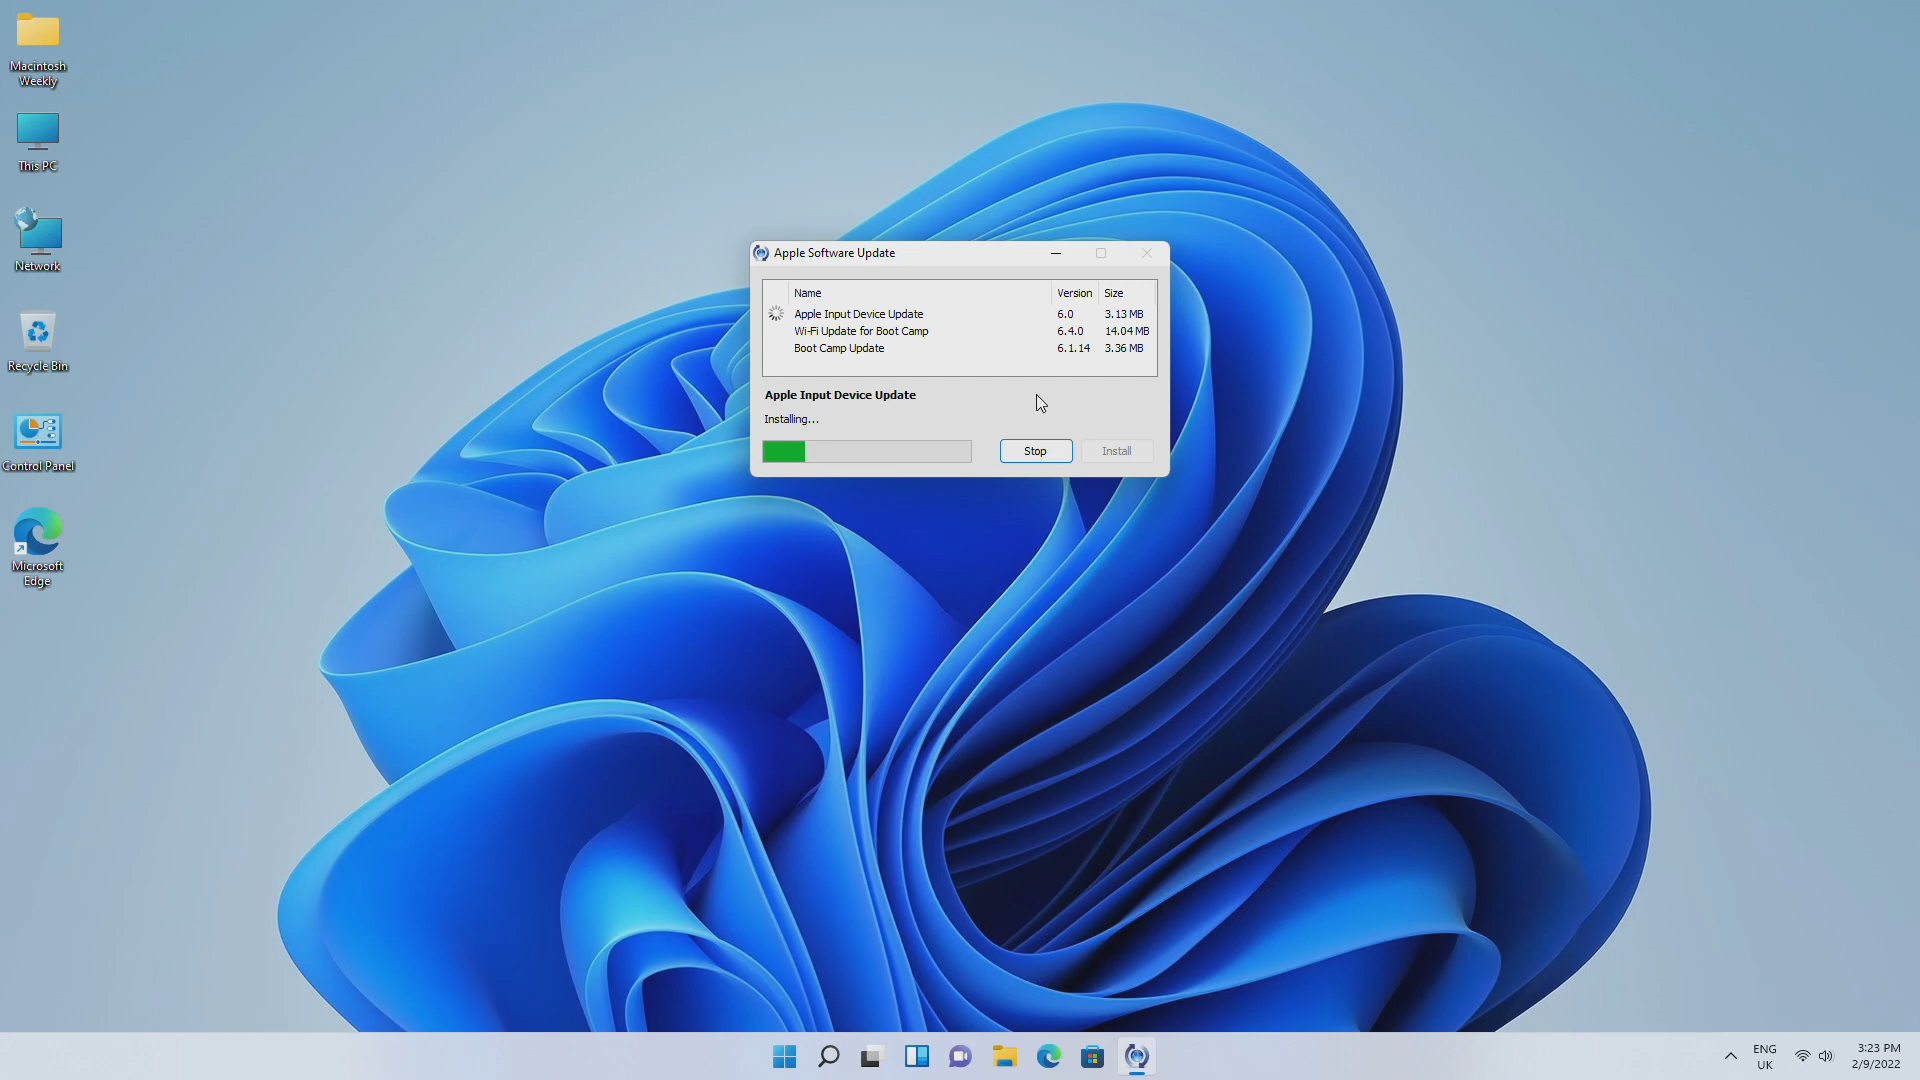 Macintosh
Weekly
This PC
Network
Recycle Bin
Control Panel
Microsoft
Edge
Apple Software Update
Name Version Size
Apple Input Device Update 6.0 3.13 MB
Wi-Fi Update for Boot Camp 6.4.0 14.04 MB
Boot Camp Update 6.1.14 3.36 MB
Apple Input Device Update
Installing...
Stop Install
ENG
UK
3:23 PM
2/9/2022